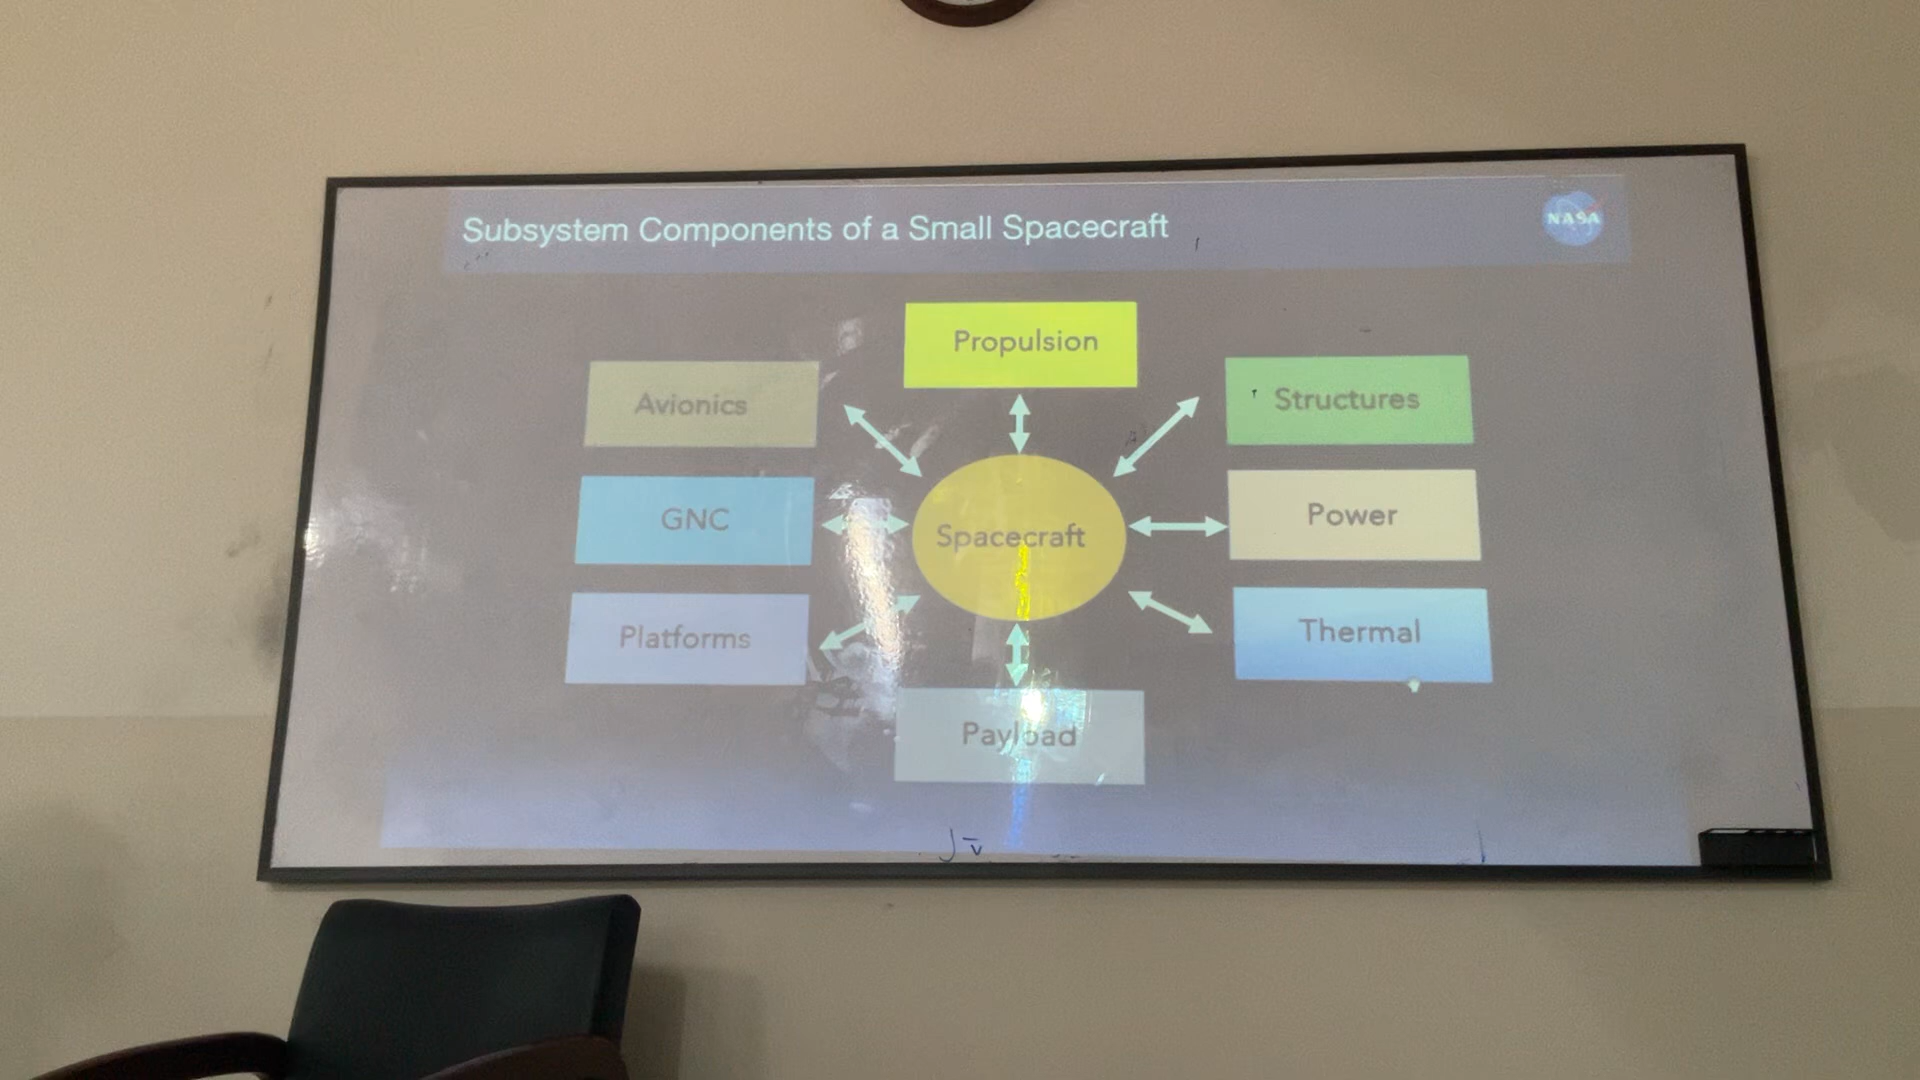 Subsystem Components of a Small Spacecraft
NASA
Propulsion
Avionics
Structures
GNC
Spacecraft
Power
Platforms
Thermal
Payload